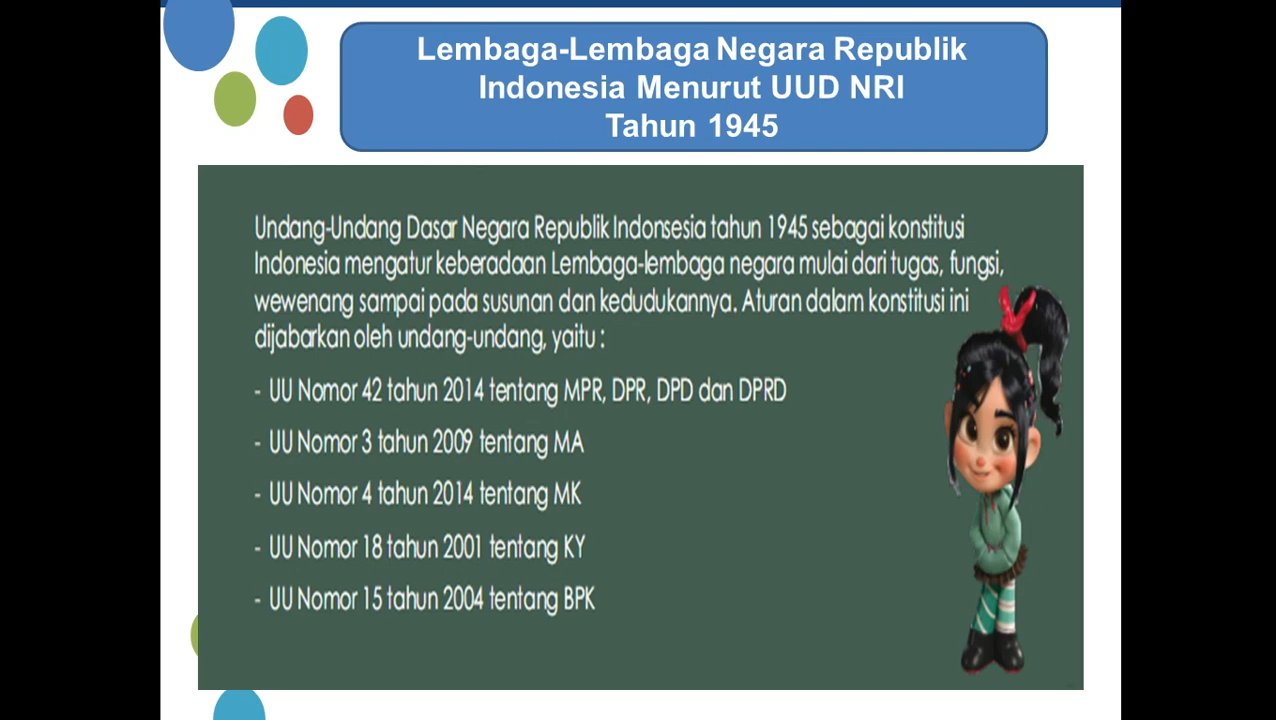 Lembaga-Lembaga Negara Republik
Indonesia Menurut UUD NRI
Tahun 1945
Undang-Undang Dasar Negara Republik Indonsesia tahun 1945 sebagai konstitusi
Indonesia mengatur keberadaan Lembaga-lembaga negara mulai dari tugas, fungsi,
wewenang sampai pada susunan dan kedudukannya. Aturan dalam konstitusi ini
dijabarkan oleh undang-undang, yaitu :
- UU Nomor 42 tahun 2014 tentang MPR, DPR, DPD dan DPRD
- UU Nomor 3 tahun 2009 tentang MA
- UU Nomor 4 tahun 2014 tentang MK
- UU Nomor 18 tahun 2001 tentang KY
- UU Nomor 15 tahun 2004 tentang BPK